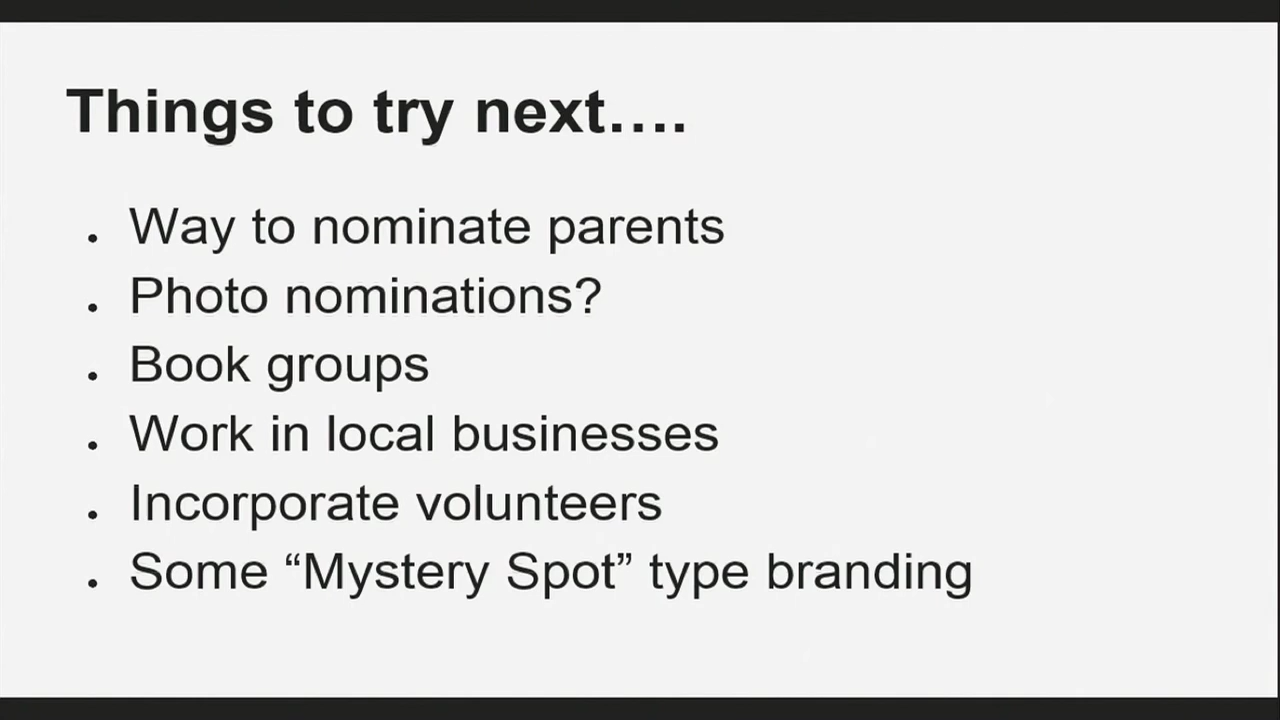 Things to try next….
. Way to nominate parents
. Photo nominations?
. Book groups
. Work in local businesses
. Incorporate volunteers
. Some “Mystery Spot” type branding